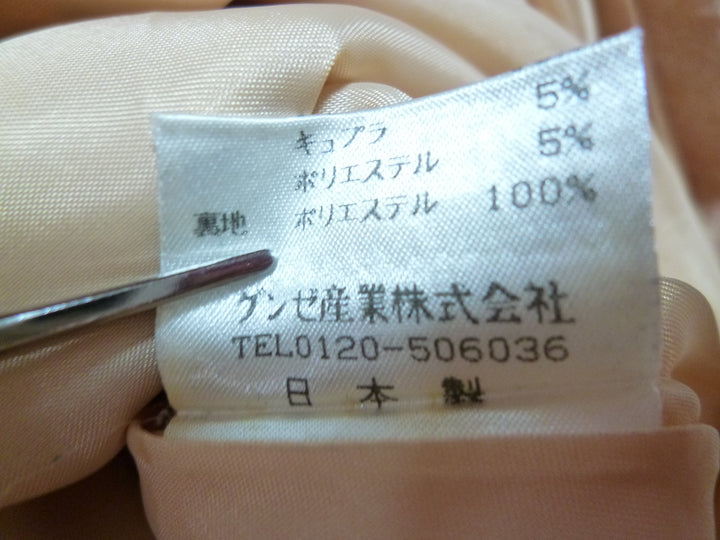 キュプラ 5%
ポリエステル 5%
裏地 ポリエステル 100%
グンゼ産業株式会社
TEL0120-506036
日本製